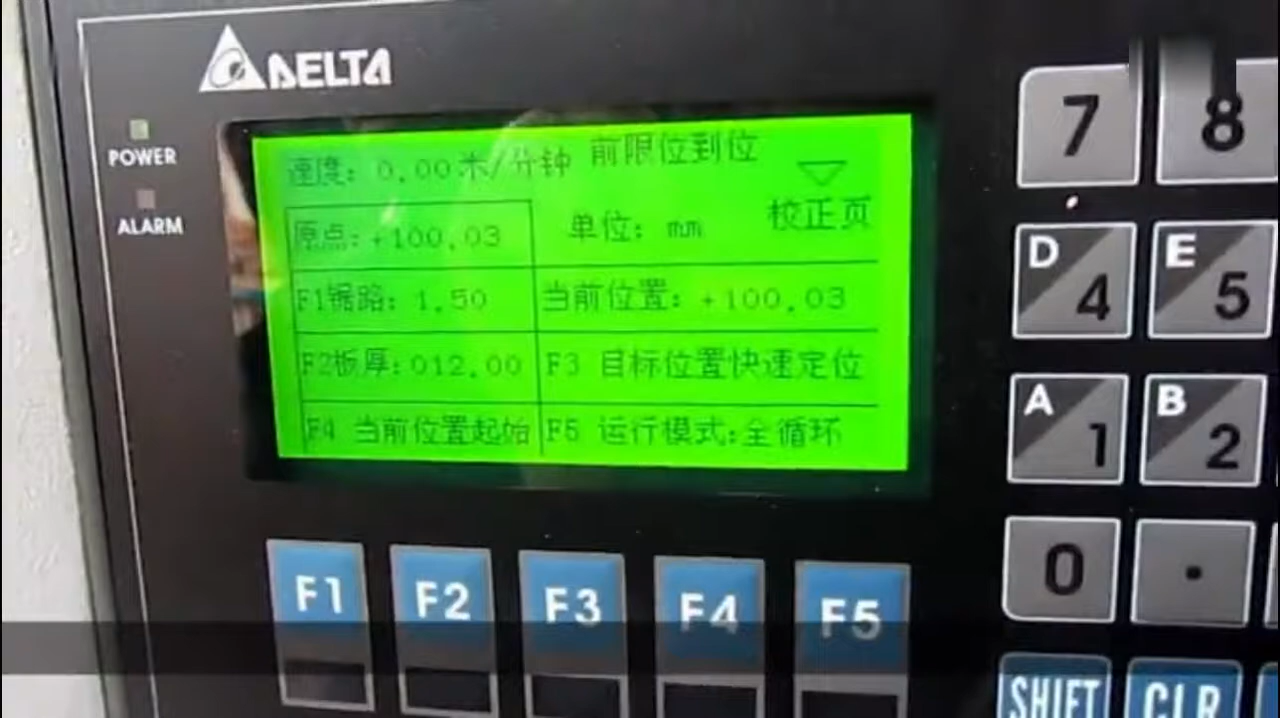 DELTA
POWER
ALARM
速度: 0.00米/分钟 前限位到位
原点:+100.03 单位: mm 校正页
F1锯路: 1.50 当前位置: +100.03
F2板厚:012.00 F3 目标位置快速定位
F4 当前位置起始 F5 运行模式:全循环
F1 F2 F3 F4 F5
7 8
D 4 E 5
A 1 B 2
0 .
SHIFT CLR